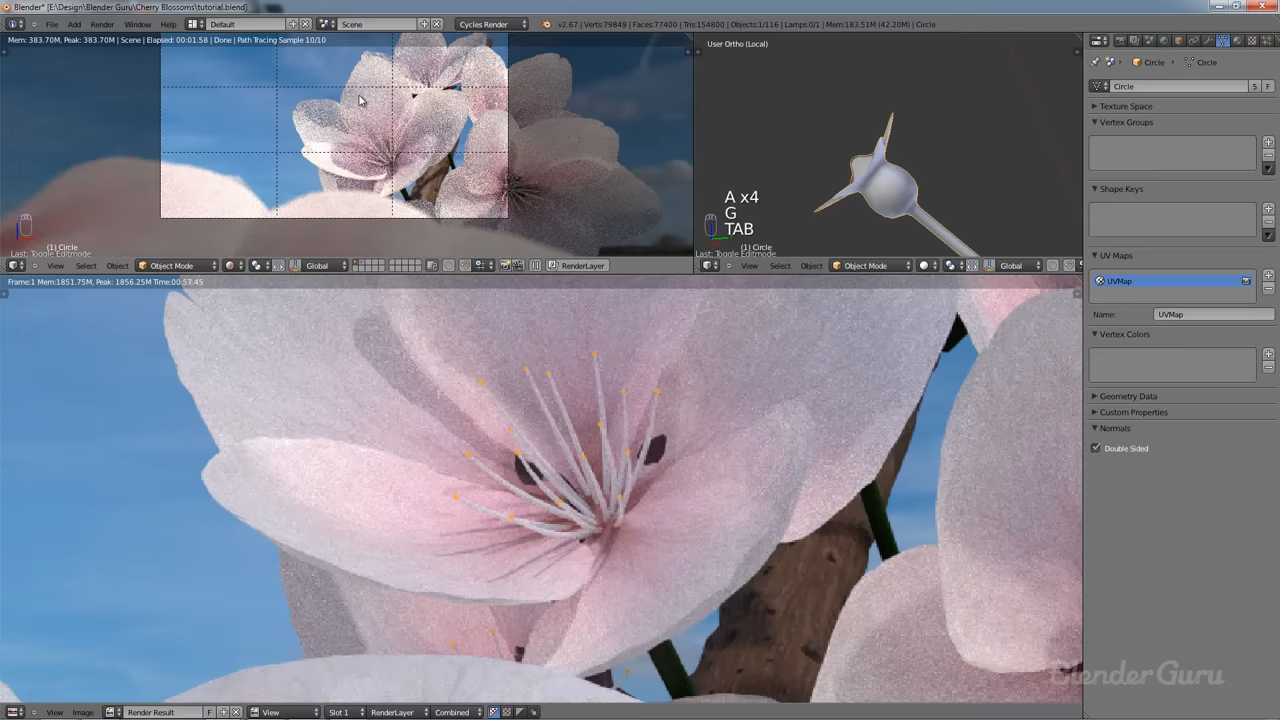 Blender* [E:\Design\Blender Guru\Cherry Blossoms\tutorial.blend]
File Add Render Window Help Default Scene Cycles Render v2.67 | Verts:79849 | Faces:77400 | Tris:154800 | Objects:1/116 | Lamps:0/1 | Mem:183.51M (42.20M) | Circle
Mem: 383.70M, Peak: 383.70M | Scene | Elapsed: 00:01.58 | Done | Path Tracing Sample 10/10
User Ortho (Local)
Circle Circle
Circle 5 F
Texture Space
Vertex Groups
Shape Keys
A x4
G
TAB
(1) Circle
Last: Toggle Editmode
(1) Circle
Last: Toggle Editmode
View Select Object Object Mode Global RenderLayer
View Select Object Object Mode Global
UV Maps
UVMap
Name: UVMap
Vertex Colors
Geometry Data
Custom Properties
Normals
Double Sided
Frame:1 Mem:1851.75M, Peak: 1856.25M Time:00:57.45
BlenderGuru
View Image Render Result F View Slot 1 RenderLayer Combined